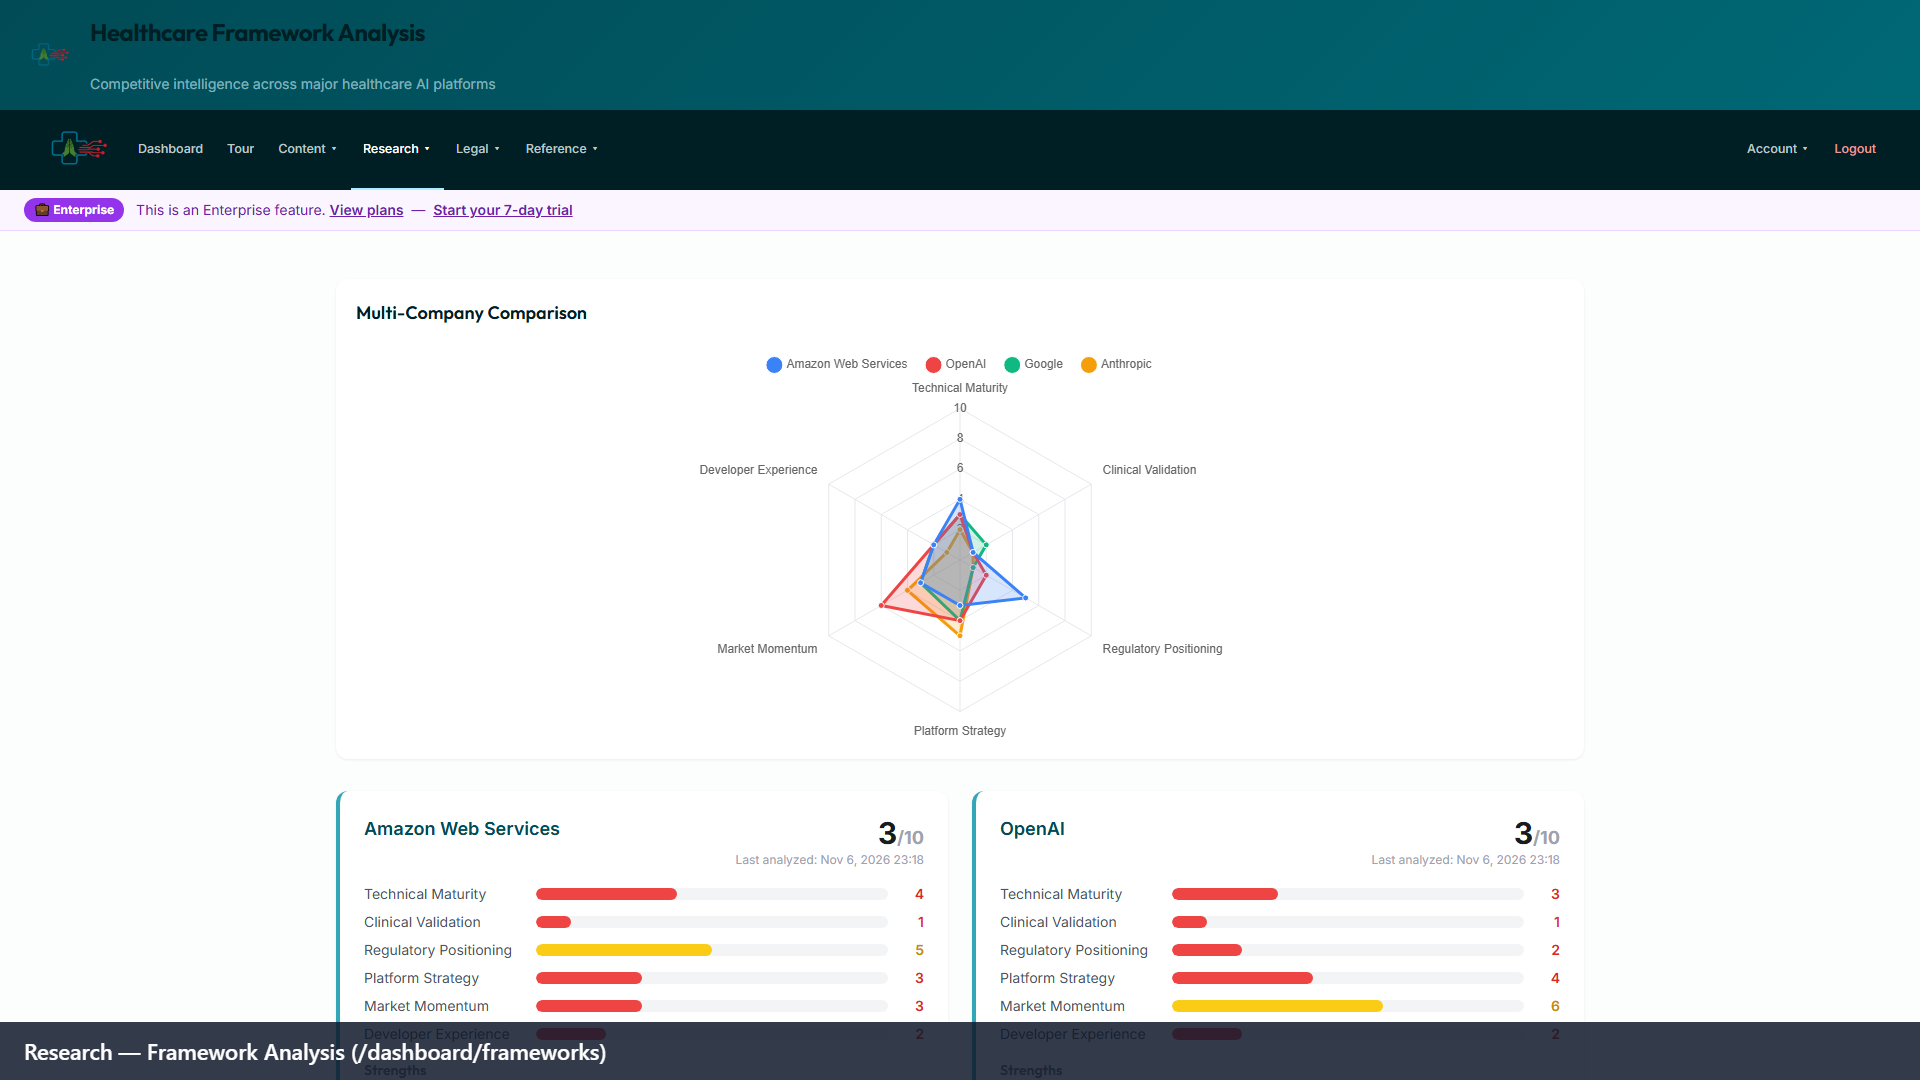 Healthcare Framework Analysis
Competitive intelligence across major healthcare AI platforms
Dashboard Tour Content Research Legal Reference Account Logout
Enterprise This is an Enterprise feature. View plans — Start your 7-day trial
Multi-Company Comparison
Amazon Web Services OpenAI Google Anthropic
Technical Maturity
10
8
Developer Experience 6 Clinical Validation
Market Momentum Regulatory Positioning
Platform Strategy
Amazon Web Services 3/10
Last analyzed: Nov 6, 2026 23:18
Technical Maturity 4
Clinical Validation 1
Regulatory Positioning 5
Platform Strategy 3
Market Momentum 3
Developer Experience 2
Strengths
OpenAI 3/10
Last analyzed: Nov 6, 2026 23:18
Technical Maturity 3
Clinical Validation 1
Regulatory Positioning 2
Platform Strategy 4
Market Momentum 6
Developer Experience 2
Strengths
Research — Framework Analysis (/dashboard/frameworks)